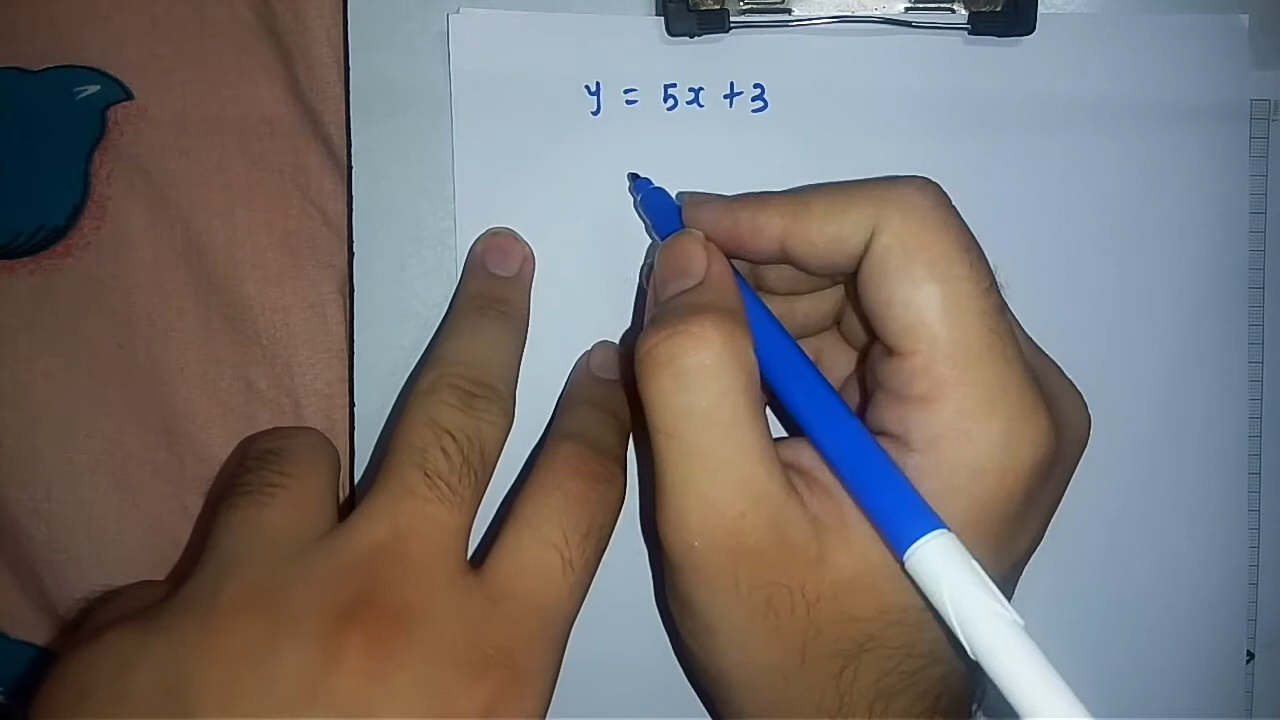 y = 5x + 3